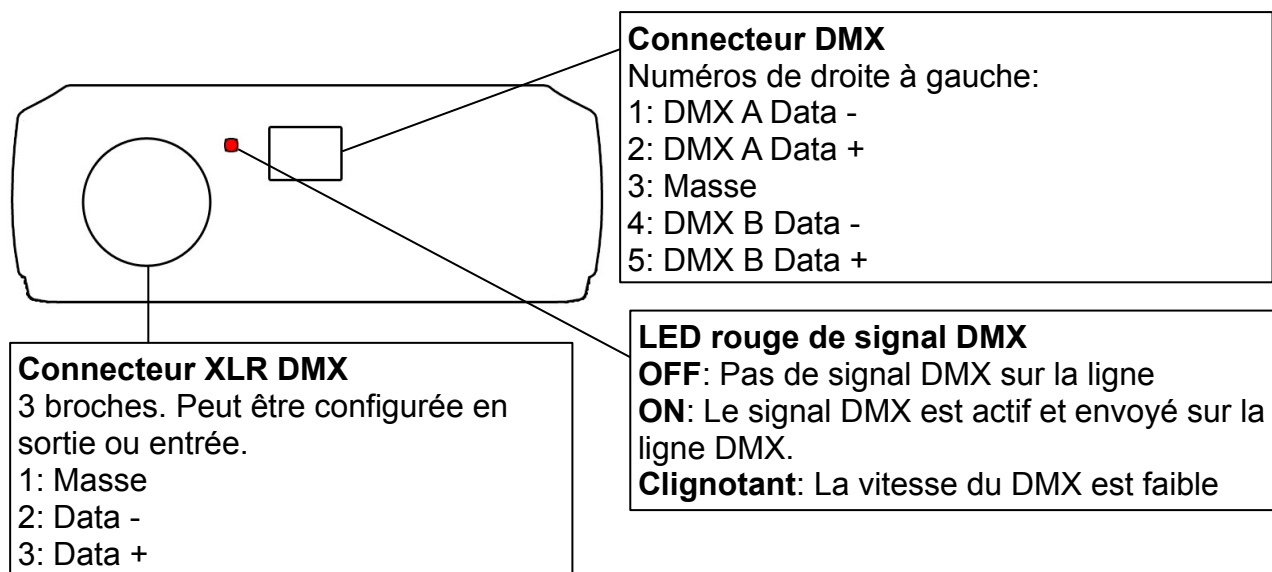 Connecteur DMX
Numéros de droite à gauche:
1: DMX A Data -
2: DMX A Data +
3: Masse
4: DMX B Data -
5: DMX B Data +
LED rouge de signal DMX
OFF: Pas de signal DMX sur la ligne
ON: Le signal DMX est actif et envoyé sur la
ligne DMX.
Clignotant: La vitesse du DMX est faible
Connecteur XLR DMX
3 broches. Peut être configurée en
sortie ou entrée.
1: Masse
2: Data -
3: Data +